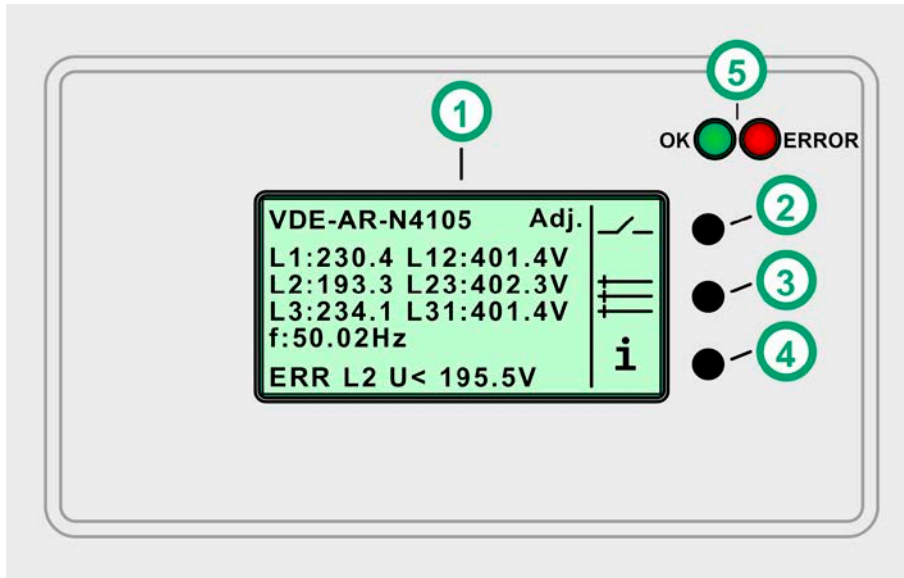 5
OK ERROR
1
2
3
4
VDE-AR-N4105 Adj.
L1:230.4 L12:401.4V
L2:193.3 L23:402.3V
L3:234.1 L31:401.4V
f:50.02Hz
i
ERR L2 U< 195.5V